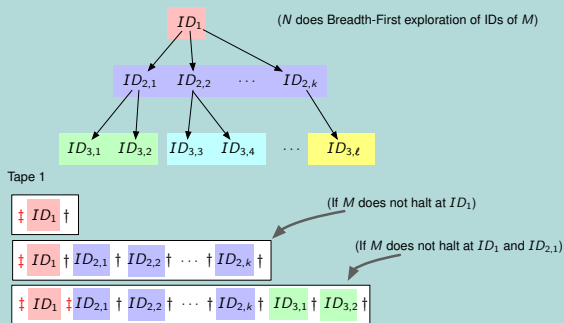 ID₁ (N does Breadth-First exploration of IDs of M)
ID₂,₁ ID₂,₂ ⋯ ID₂,ₖ
ID₃,₁ ID₃,₂ ID₃,₃ ID₃,₄ ⋯ ID₃,ℓ
Tape 1
‡ ID₁ †
(If M does not halt at ID₁)
‡ ID₁ † ID₂,₁ † ID₂,₂ † ⋯ † ID₂,ₖ †
(If M does not halt at ID₁ and ID₂,₁)
‡ ID₁ ‡ ID₂,₁ † ID₂,₂ † ⋯ † ID₂,ₖ † ID₃,₁ † ID₃,₂ †